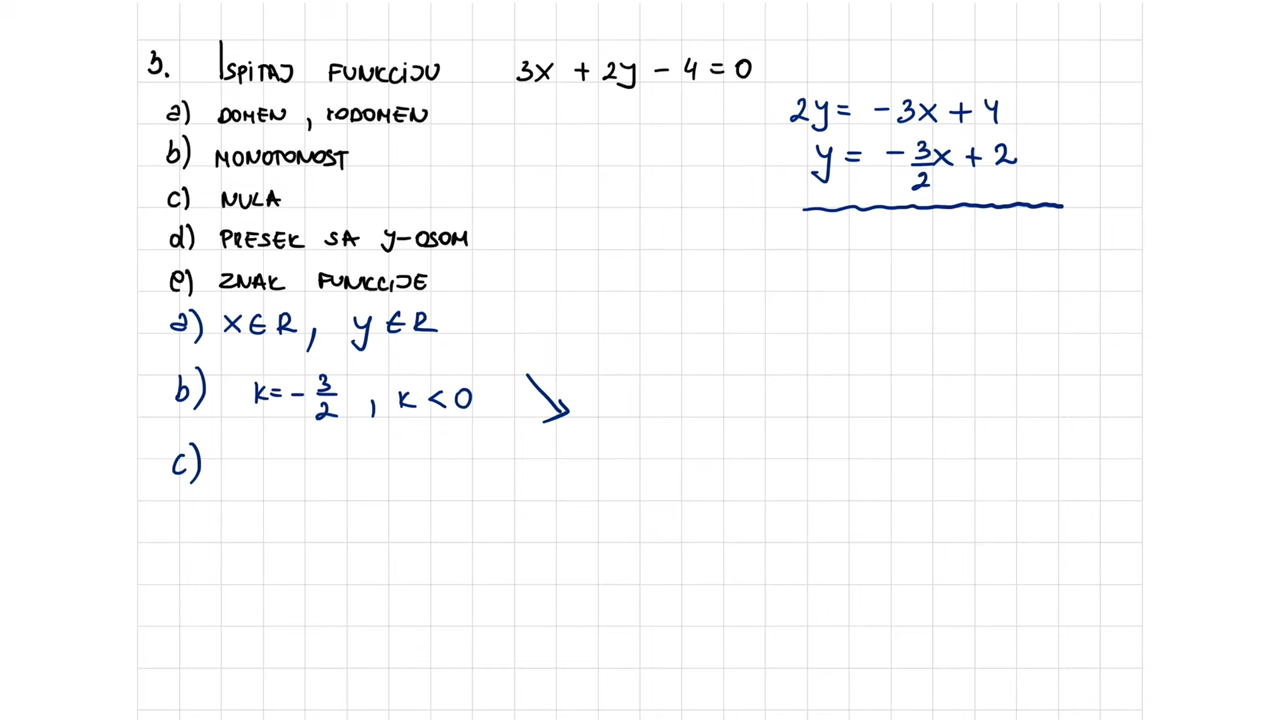 3. ISPITAJ FUNKCIJU 3x + 2y - 4 = 0
a) DOMEN, KODOMEN
b) MONOTONOST
c) NULA
d) PRESEK SA y-OSOM
e) ZNAK FUNKCIJE
2y = -3x + 4
y = -3/2x + 2
a) x ∈ R, y ∈ R
b) k = -3/2, k < 0 ↘
c)